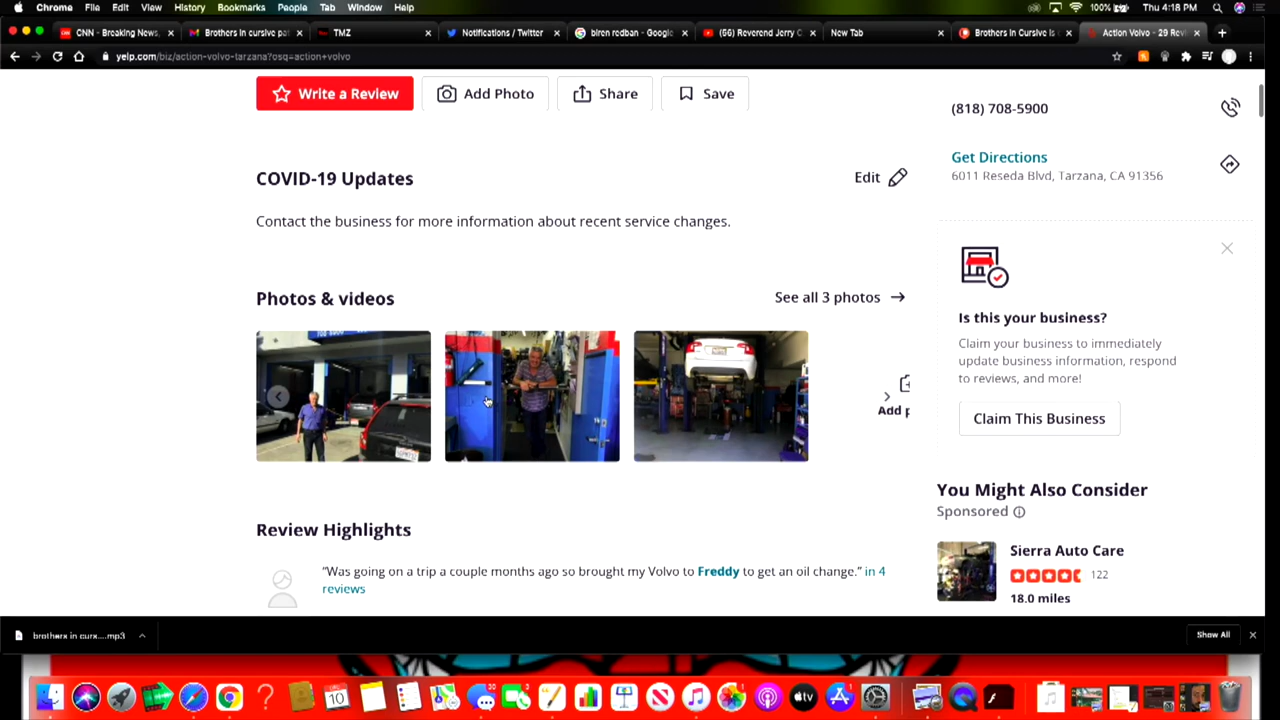 Chrome File Edit View History Bookmarks People Tab Window Help 100% Thu 4:18 PM
CNN - Breaking News, Brothers in cursive pat TMZ Notifications / Twitter biren redban - Google (56) Reverend Jerry C New Tab Brothers In Cursive is Action Volvo - 29 Revi
yelp.com/biz/action-volvo-tarzana?osq=action+volvo
Write a Review Add Photo Share Save
(818) 708-5900
Get Directions
6011 Reseda Blvd, Tarzana, CA 91356
COVID-19 Updates Edit
Contact the business for more information about recent service changes.
Is this your business?
Claim your business to immediately
update business information, respond
to reviews, and more!
Claim This Business
Photos & videos See all 3 photos
Add p
You Might Also Consider
Sponsored
Sierra Auto Care
122
18.0 miles
Review Highlights
“Was going on a trip a couple months ago so brought my Volvo to Freddy to get an oil change.” in 4
reviews
brothers in curs....mp3 Show All
10
tv